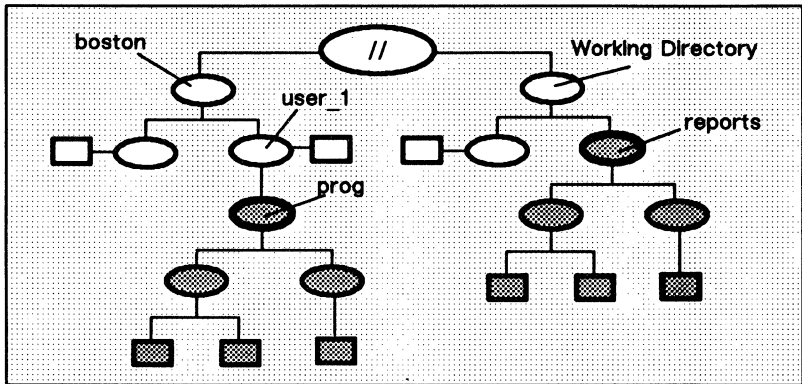 //
boston
Working Directory
user_1
reports
prog